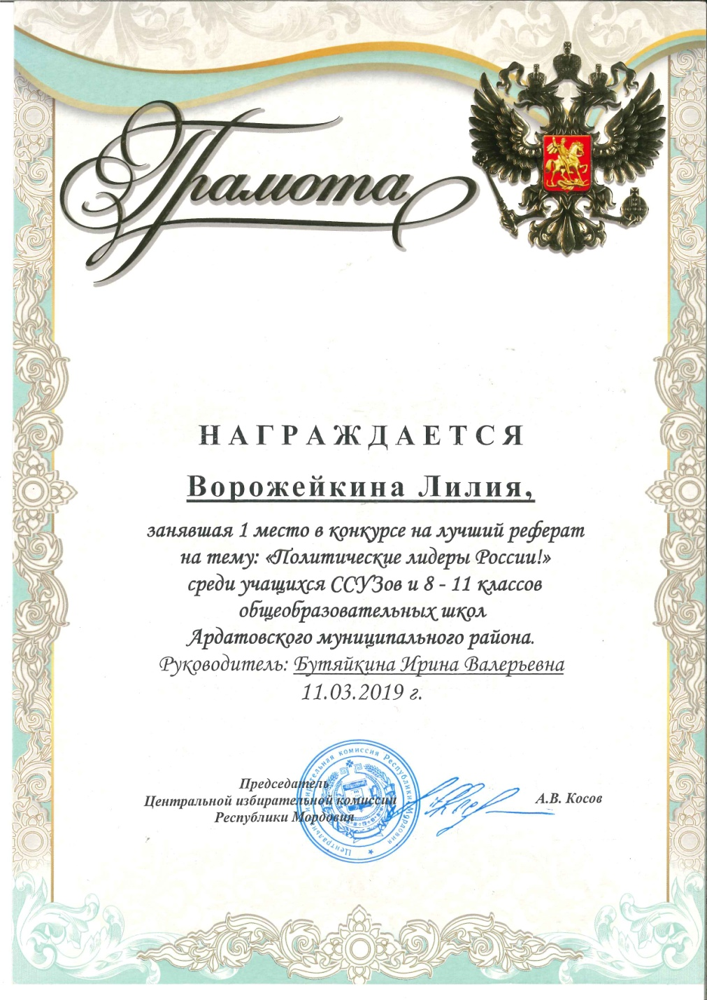 Грамота
НАГРАЖДАЕТСЯ
Ворожейкина Лилия,
занявшая 1 место в конкурсе на лучший реферат
на тему: «Политические лидеры России!»
среди учащихся ССУЗов и 8 - 11 классов
общеобразовательных школ
Ардатовского муниципального района.
Руководитель: Бутяйкина Ирина Валерьевна
11.03.2019 г.
Председатель
Центральной избирательной комиссии
Республики Мордовия
А.В. Косов
Центральная избирательная комиссия Республики Мордовия